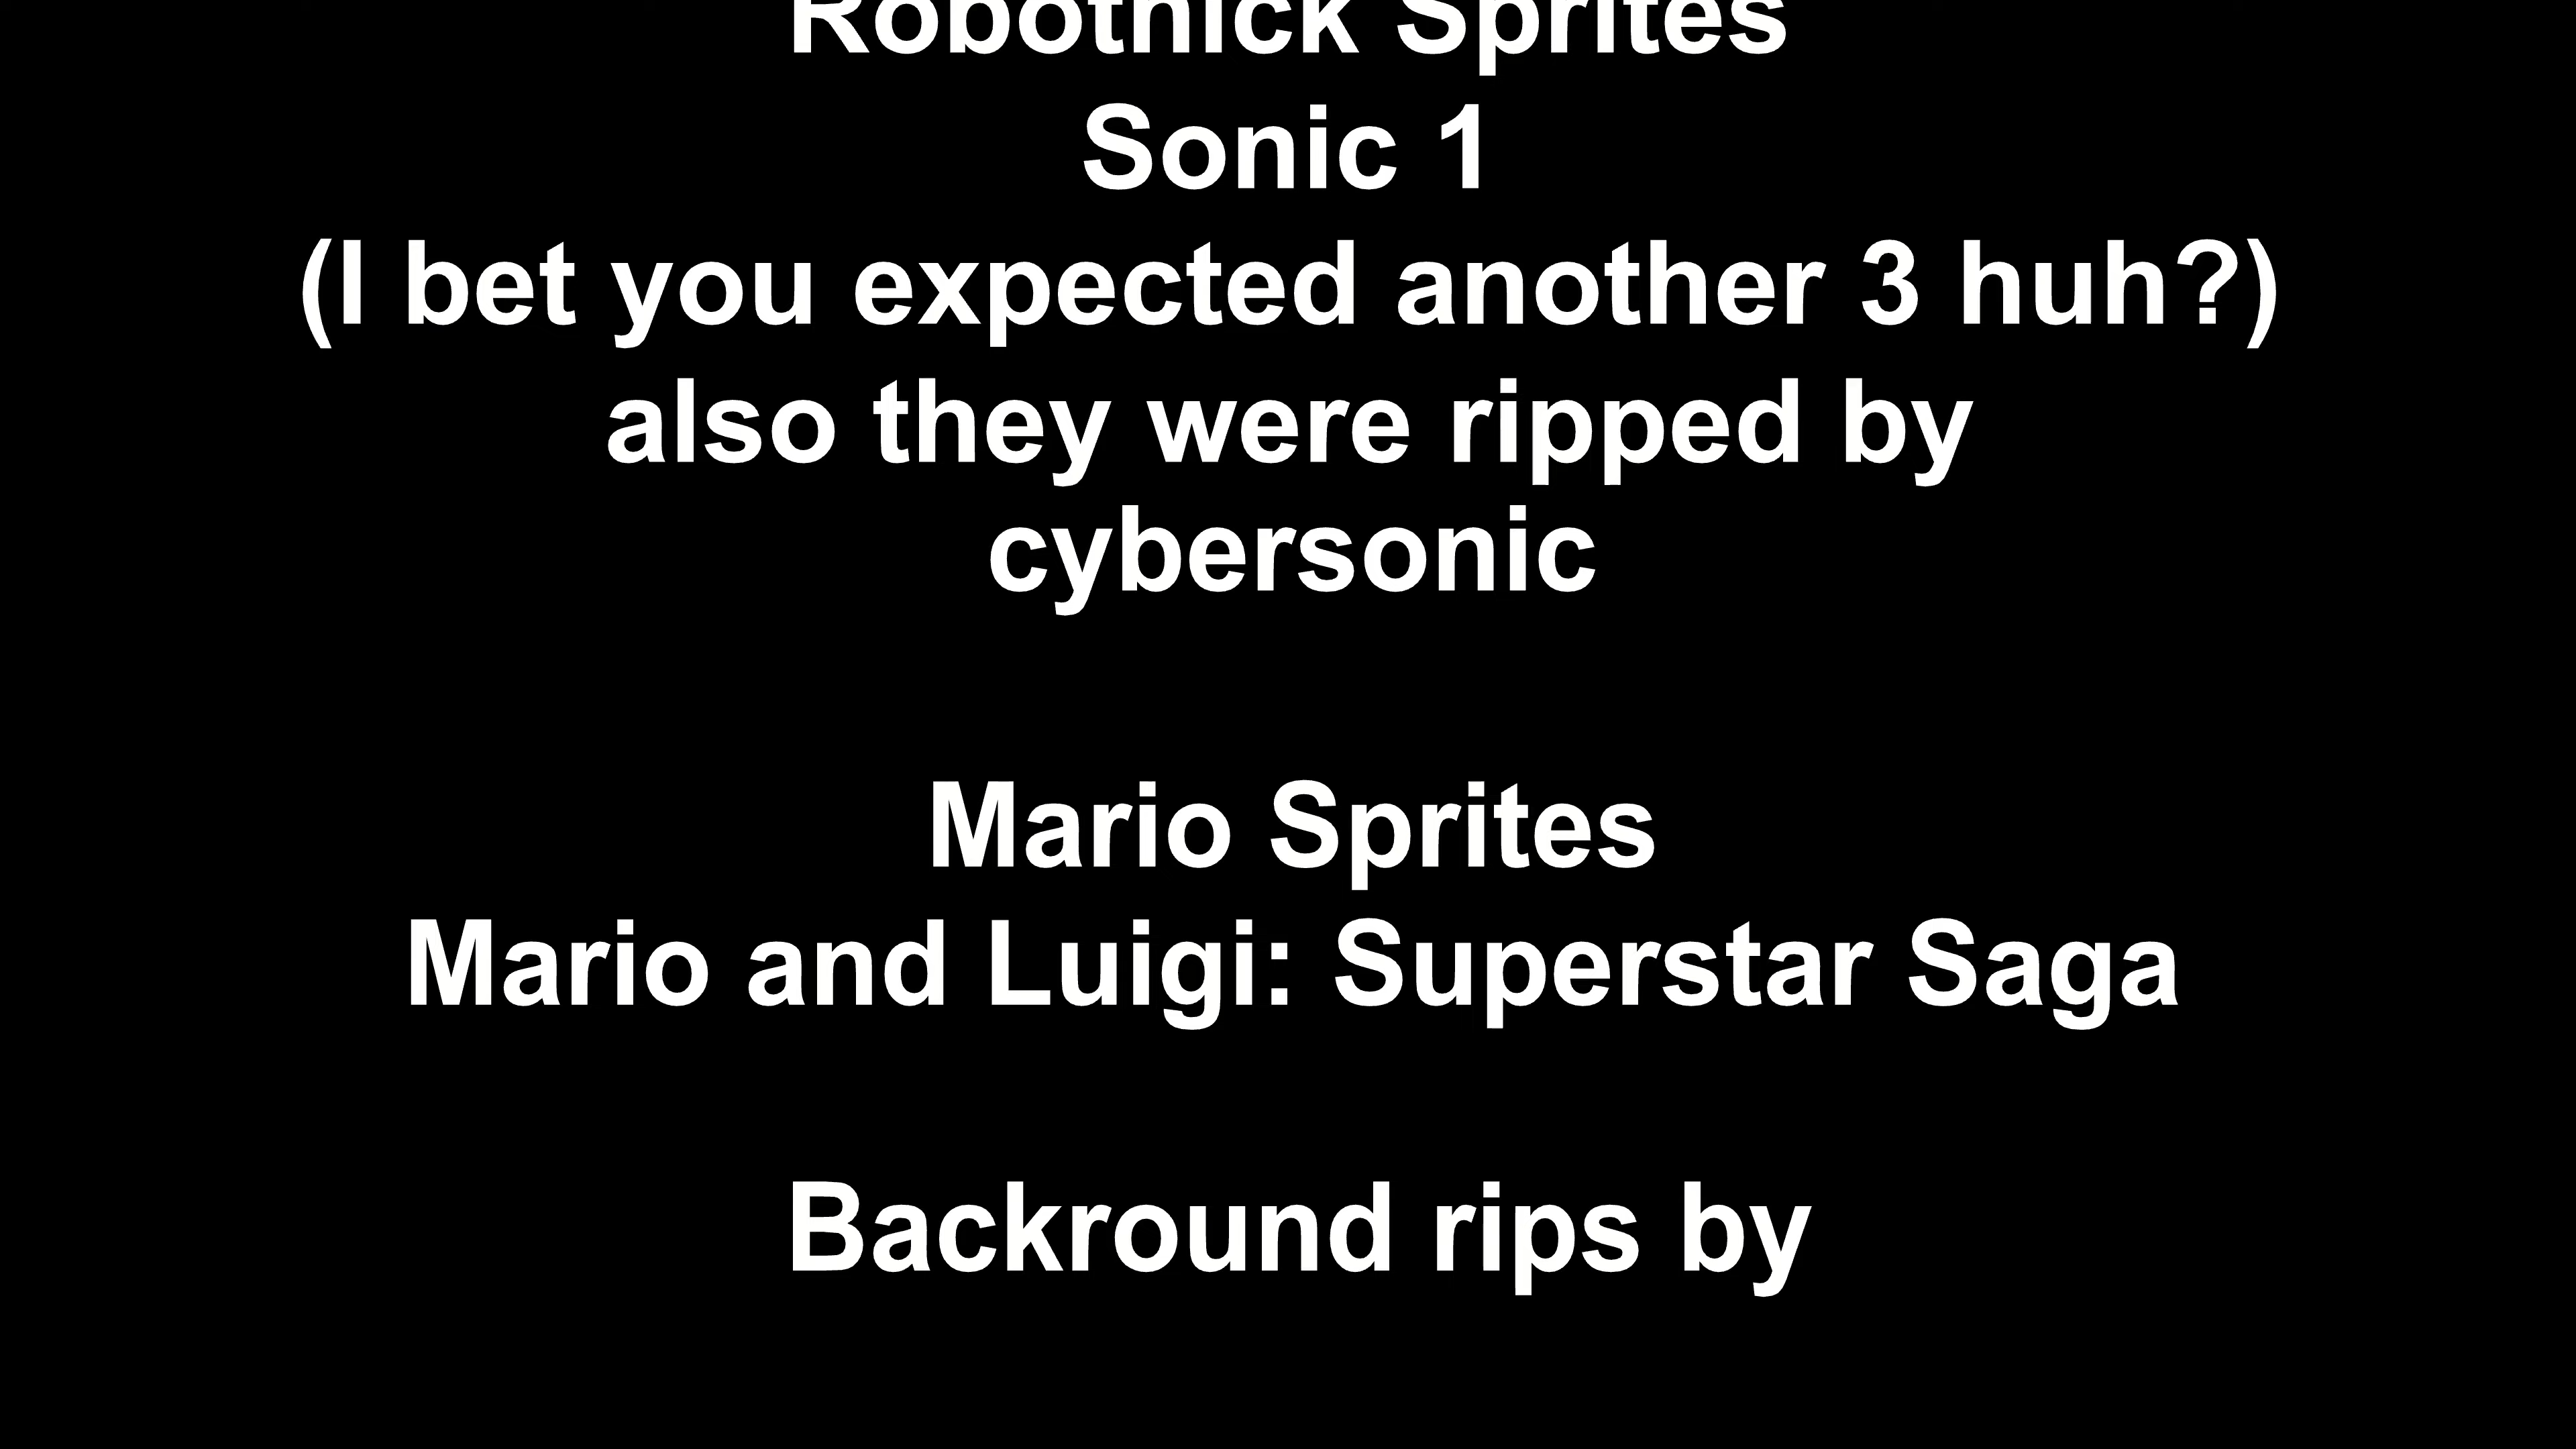 Robotnick Sprites
Sonic 1
(I bet you expected another 3 huh?)
also they were ripped by
cybersonic
Mario Sprites
Mario and Luigi: Superstar Saga
Backround rips by